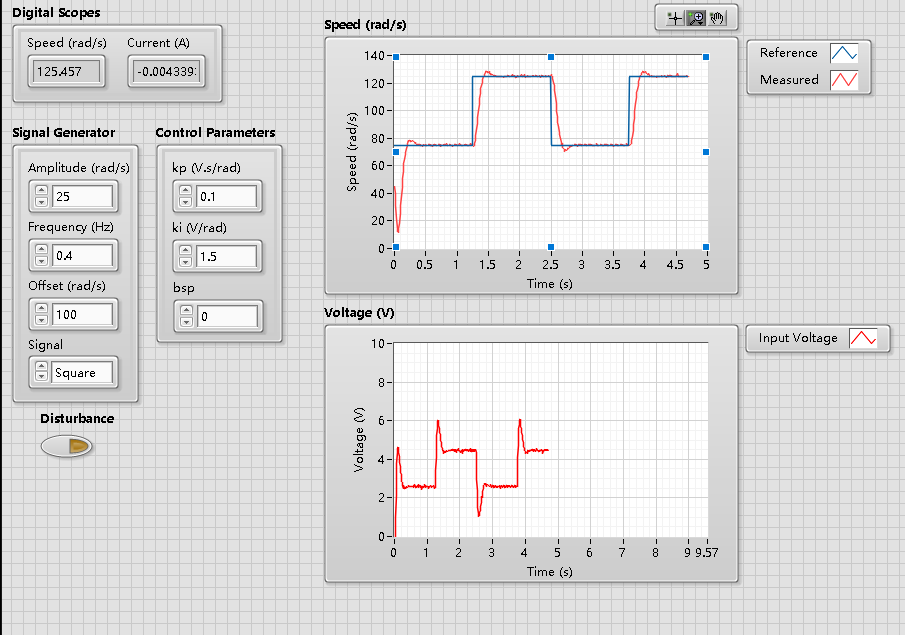 Digital Scopes
Speed (rad/s) Current (A)
125.457 -0.004339
Signal Generator
Amplitude (rad/s)
25
Frequency (Hz)
0.4
Offset (rad/s)
100
Signal
Square
Disturbance
Control Parameters
kp (V.s/rad)
0.1
ki (V/rad)
1.5
bsp
0
Speed (rad/s)
Reference
Measured
140
120
100
80
60
40
20
0
Speed (rad/s)
0 0.5 1 1.5 2 2.5 3 3.5 4 4.5 5
Time (s)
Voltage (V)
Input Voltage
10
8
6
4
2
0
Voltage (V)
0 1 2 3 4 5 6 7 8 9 9.57
Time (s)